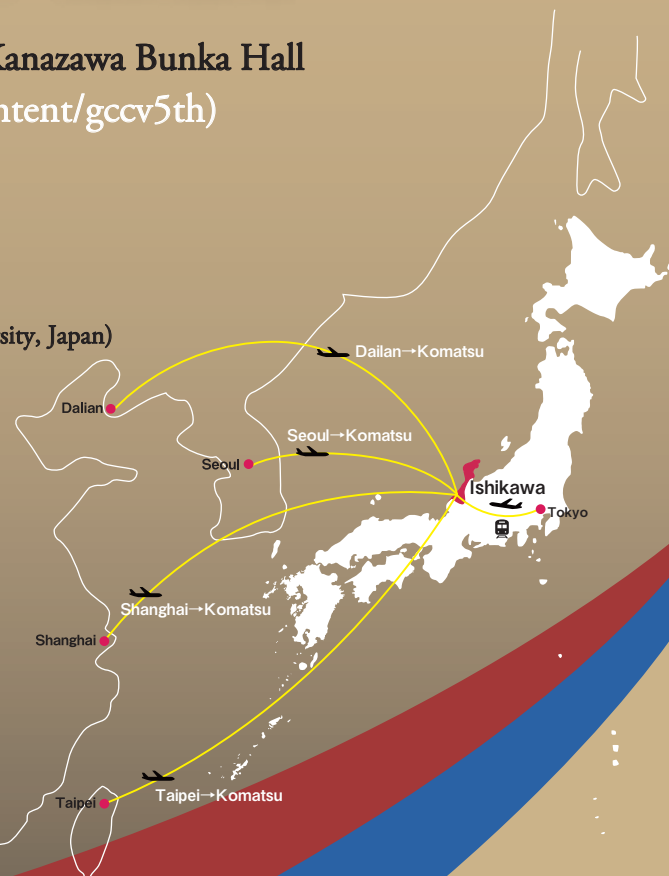 Kanazawa Bunka Hall
ntent/gccv5th)
sity, Japan)
Dailan→Komatsu
Dalian
Seoul→Komatsu
Seoul
Ishikawa
Tokyo
Shanghai→Komatsu
Shanghai
Taipei→Komatsu
Taipei